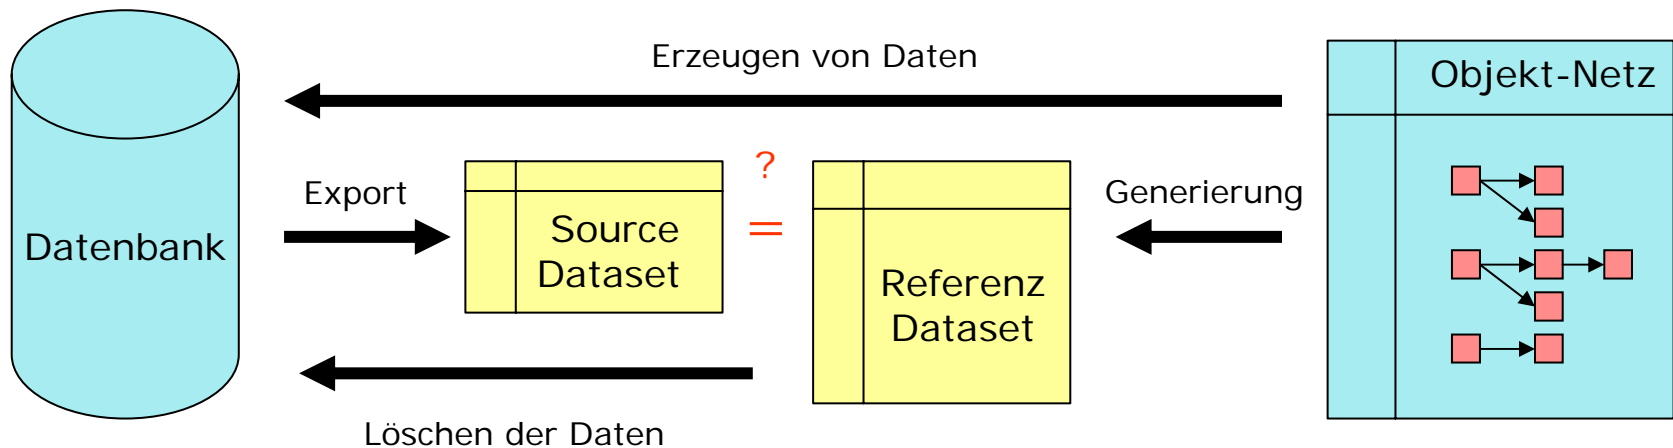 Erzeugen von Daten
Objekt-Netz
Datenbank
Export
Source
Dataset
?
=
Referenz
Dataset
Generierung
Löschen der Daten